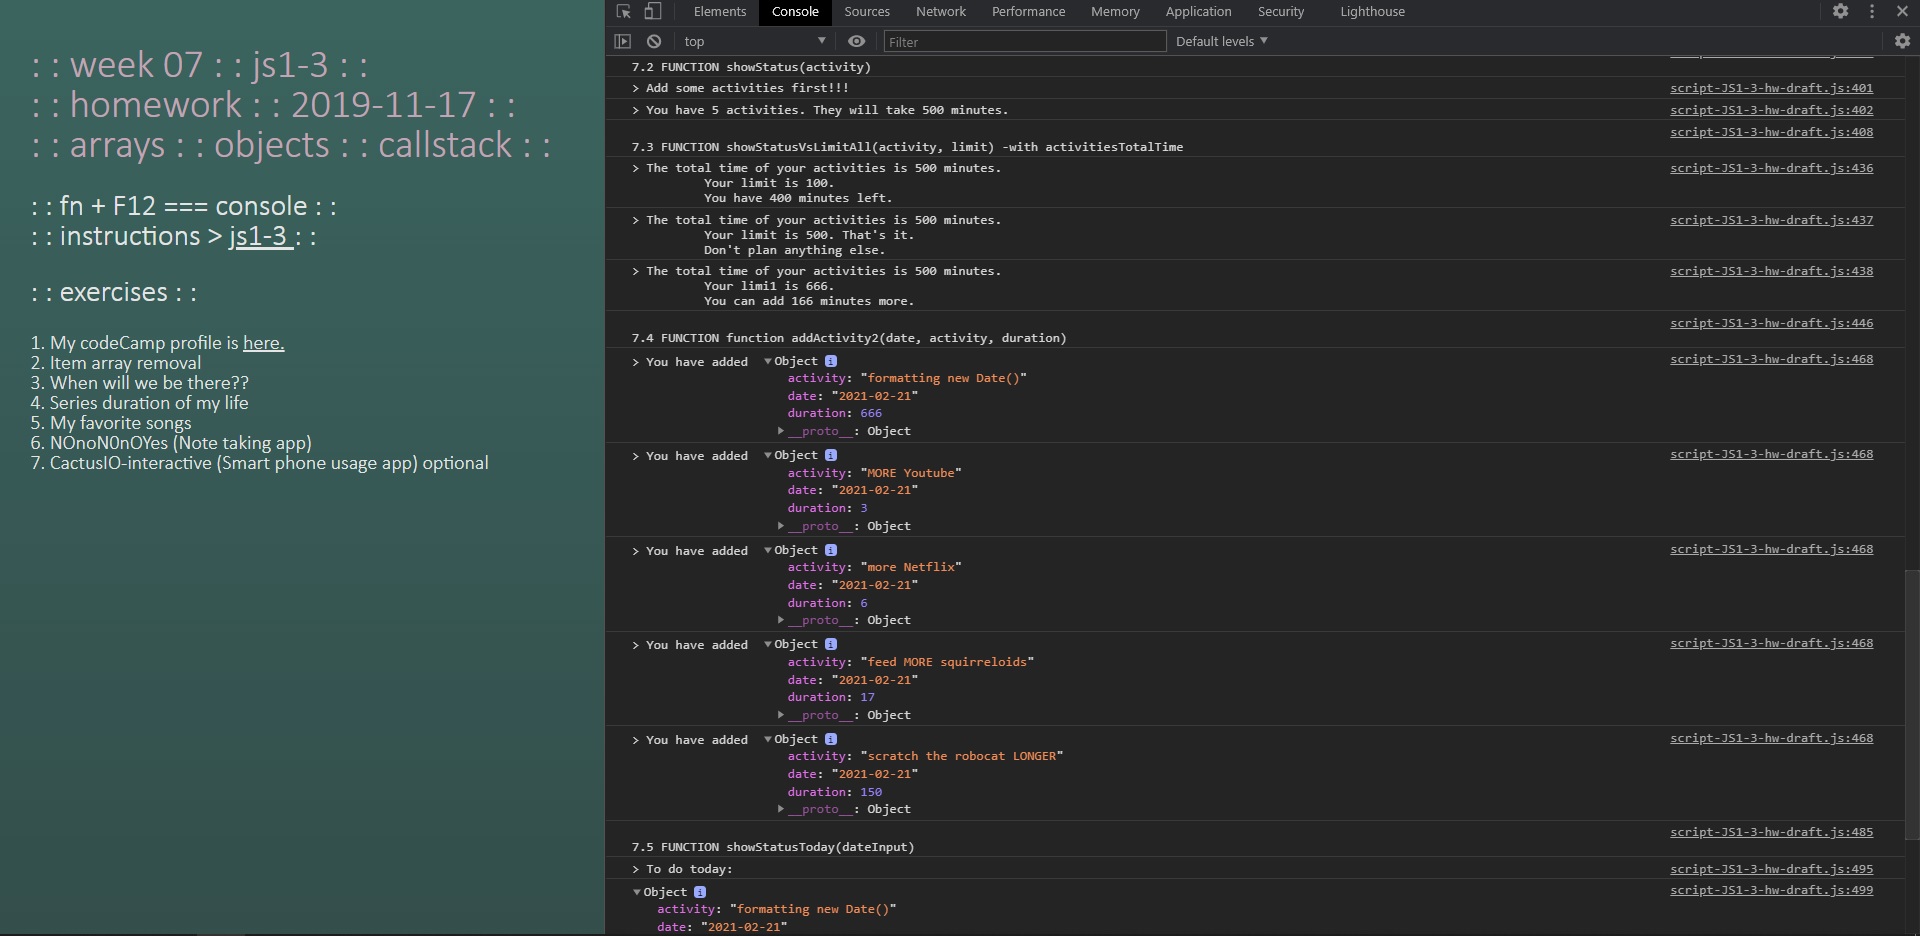 : : week 07 : : js1-3 : :
: : homework : : 2019-11-17 : :
: : arrays : : objects : : callstack : :
: : fn + F12 === console : :
: : instructions > js1-3 : :
: : exercises : :
1. My codeCamp profile is here.
2. Item array removal
3. When will we be there??
4. Series duration of my life
5. My favorite songs
6. NOnoN0nOYes (Note taking app)
7. CactusIO-interactive (Smart phone usage app) optional
Elements Console Sources Network Performance Memory Application Security Lighthouse
top Filter Default levels
7.2 FUNCTION showStatus(activity)
> Add some activities first!!! script-JS1-3-hw-draft.js:401
> You have 5 activities. They will take 500 minutes. script-JS1-3-hw-draft.js:402
script-JS1-3-hw-draft.js:408
7.3 FUNCTION showStatusVsLimitAll(activity, limit) -with activitiesTotalTime
> The total time of your activities is 500 minutes. script-JS1-3-hw-draft.js:436
Your limit is 100.
You have 400 minutes left.
> The total time of your activities is 500 minutes. script-JS1-3-hw-draft.js:437
Your limit is 500. That's it.
Don't plan anything else.
> The total time of your activities is 500 minutes. script-JS1-3-hw-draft.js:438
Your limi1 is 666.
You can add 166 minutes more.
script-JS1-3-hw-draft.js:446
7.4 FUNCTION function addActivity2(date, activity, duration)
> You have added Object i script-JS1-3-hw-draft.js:468
activity: "formatting new Date()"
date: "2021-02-21"
duration: 666
__proto__: Object
> You have added Object i script-JS1-3-hw-draft.js:468
activity: "MORE Youtube"
date: "2021-02-21"
duration: 3
__proto__: Object
> You have added Object i script-JS1-3-hw-draft.js:468
activity: "more Netflix"
date: "2021-02-21"
duration: 6
__proto__: Object
> You have added Object i script-JS1-3-hw-draft.js:468
activity: "feed MORE squirreloids"
date: "2021-02-21"
duration: 17
__proto__: Object
> You have added Object i script-JS1-3-hw-draft.js:468
activity: "scratch the robocat LONGER"
date: "2021-02-21"
duration: 150
__proto__: Object
script-JS1-3-hw-draft.js:485
7.5 FUNCTION showStatusToday(dateInput)
> To do today: script-JS1-3-hw-draft.js:495
Object i script-JS1-3-hw-draft.js:499
activity: "formatting new Date()"
date: "2021-02-21"